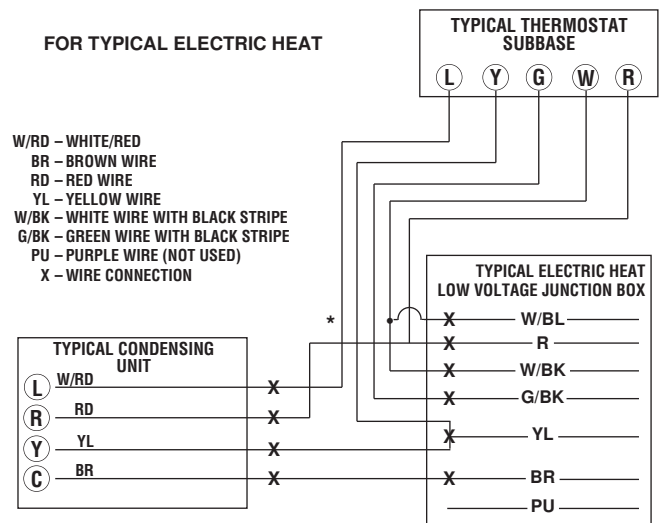 FOR TYPICAL ELECTRIC HEAT
TYPICAL THERMOSTAT
SUBBASE
L Y G W R
W/RD – WHITE/RED
BR – BROWN WIRE
RD – RED WIRE
YL – YELLOW WIRE
W/BK – WHITE WIRE WITH BLACK STRIPE
G/BK – GREEN WIRE WITH BLACK STRIPE
PU – PURPLE WIRE (NOT USED)
X – WIRE CONNECTION
TYPICAL ELECTRIC HEAT
LOW VOLTAGE JUNCTION BOX
*
X W/BL
X R
X W/BK
X G/BK
X YL
X BR
PU
TYPICAL CONDENSING
UNIT
L W/RD X
R RD X
Y YL X
C BR X